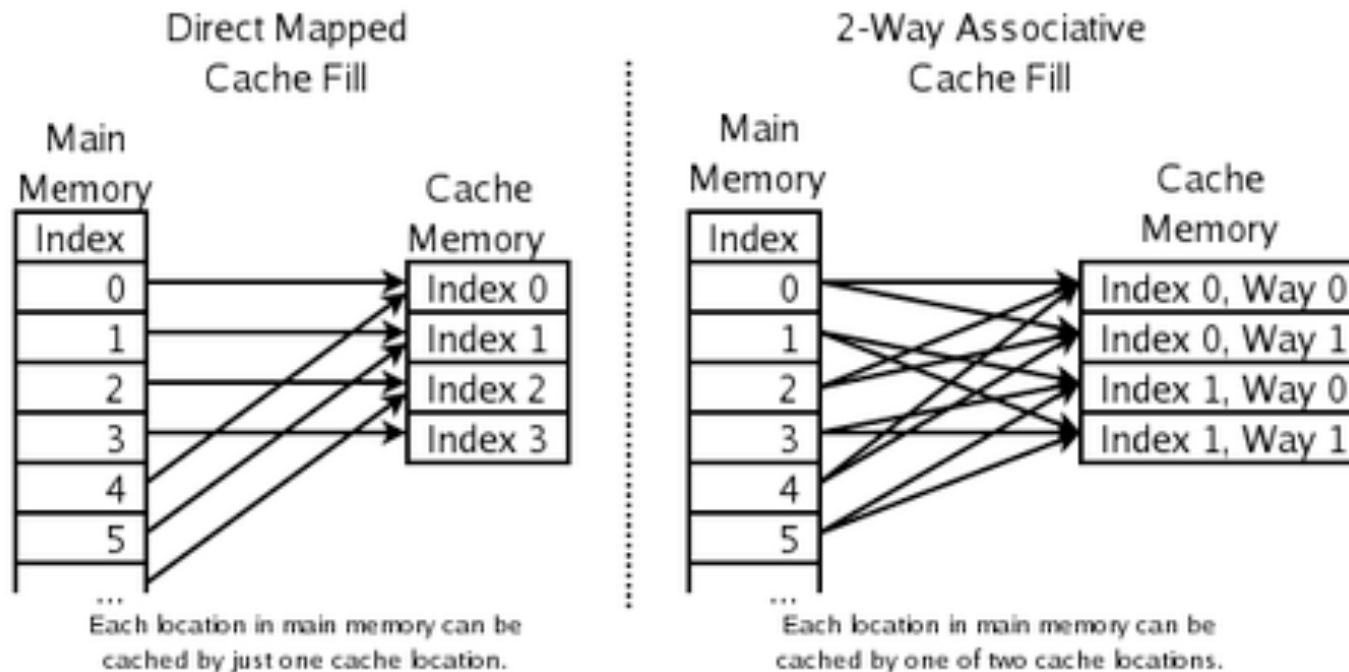 Direct Mapped
Cache Fill
Main
Memory
Index
0
1
2
3
4
5
...
Cache
Memory
Index 0
Index 1
Index 2
Index 3
Each location in main memory can be
cached by just one cache location.
2-Way Associative
Cache Fill
Main
Memory
Index
0
1
2
3
4
5
...
Cache
Memory
Index 0, Way 0
Index 0, Way 1
Index 1, Way 0
Index 1, Way 1
Each location in main memory can be
cached by one of two cache locations.